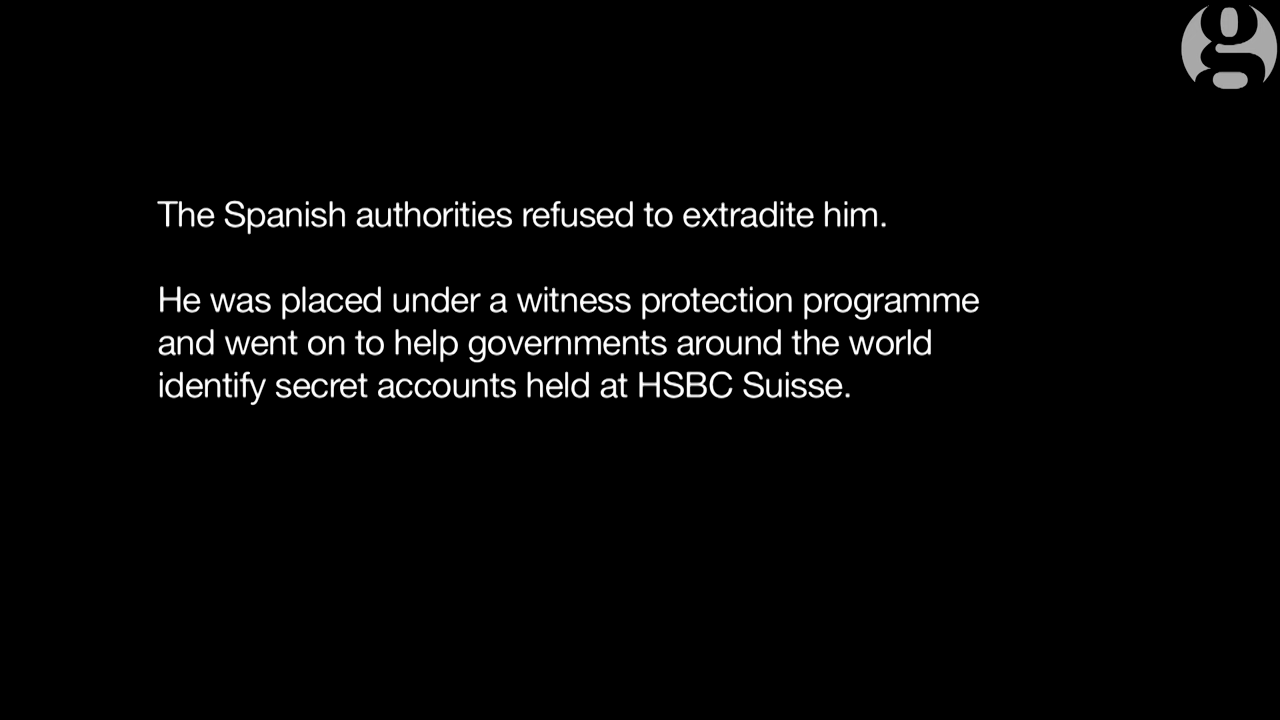 g
The Spanish authorities refused to extradite him.
He was placed under a witness protection programme
and went on to help governments around the world
identify secret accounts held at HSBC Suisse.